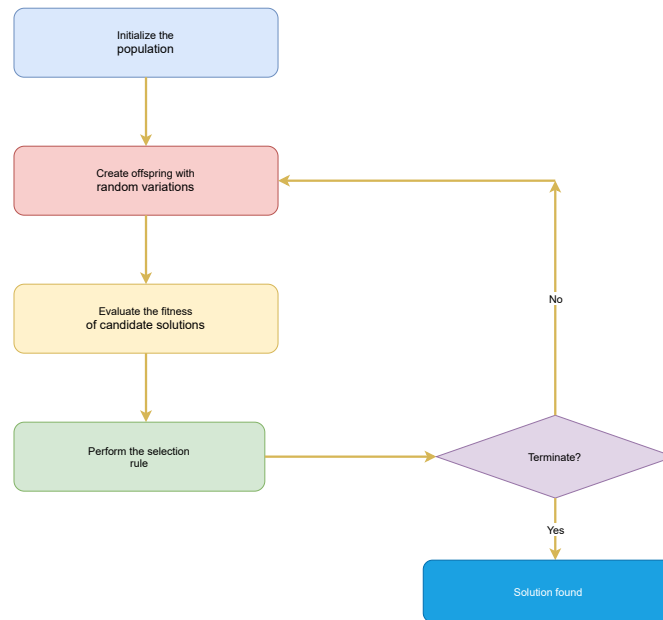 Initialize the
population
Create offspring with
random variations
Evaluate the fitness
of candidate solutions
Perform the selection
rule
Terminate?
No
Yes
Solution found